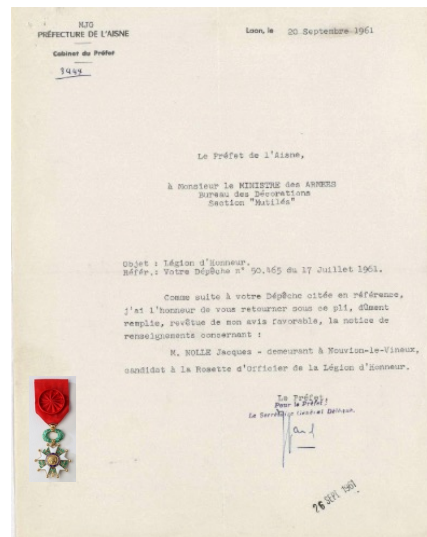 MJG
PRÉFECTURE DE L'AISNE
Cabinet du Préfet
Laon, le 20 Septembre 1961
Le Préfet de l'Aisne,
à Monsieur le MINISTRE des ARMEES
Bureau des Décorations
Section "Mutilés"
Objet : Légion d'Honneur.
Référ.: Votre Dépêche n° 50.465 du 17 Juillet 1961.
Comme suite à votre Dépêche citée en référence,
j'ai l'honneur de vous retourner sous ce pli, dûment
remplie, revêtue de mon avis favorable, la notice de
renseignements concernant :
M. NOLLE Jacques - demeurant à Nouvion-le-Vineux,
candidat à la Rosette d'Officier de la Légion d'Honneur.
Le Préfet,
Pour le Préfet:
Le Secrétaire Général Délégué,
26 SEPT. 1961